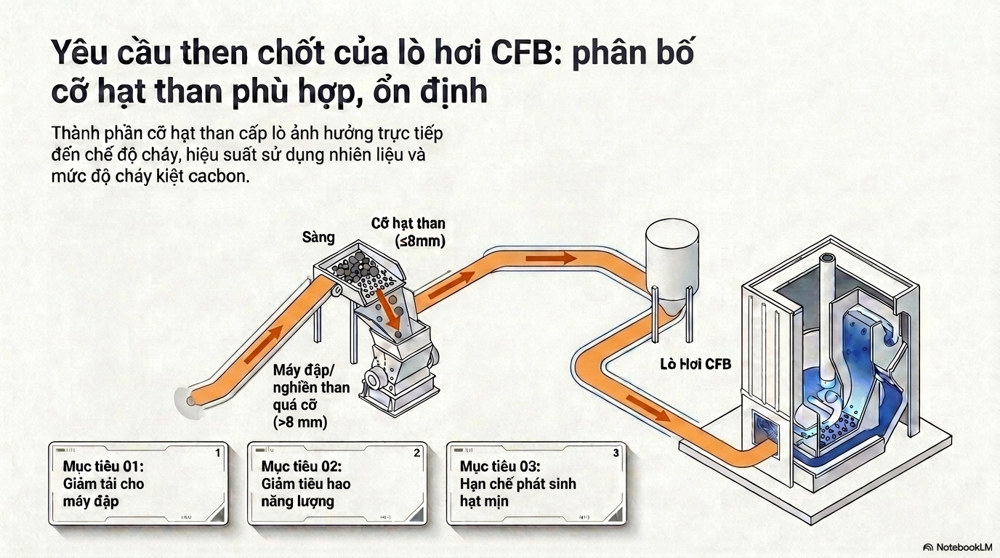 Yêu cầu then chốt của lò hơi CFB: phân bố
cỡ hạt than phù hợp, ổn định
Thành phần cỡ hạt than cấp lò ảnh hưởng trực tiếp
đến chế độ cháy, hiệu suất sử dụng nhiên liệu và
mức độ cháy kiệt cacbon.
Sàng
Cỡ hạt than
(≤8mm)
Máy đập/
nghiền than
quá cỡ
(>8 mm)
Lò Hơi CFB
1
Mục tiêu 01:
Giảm tải cho
máy đập
2
Mục tiêu 02:
Giảm tiêu hao
năng lượng
3
Mục tiêu 03:
Hạn chế phát sinh
hạt mịn
NotebookLM